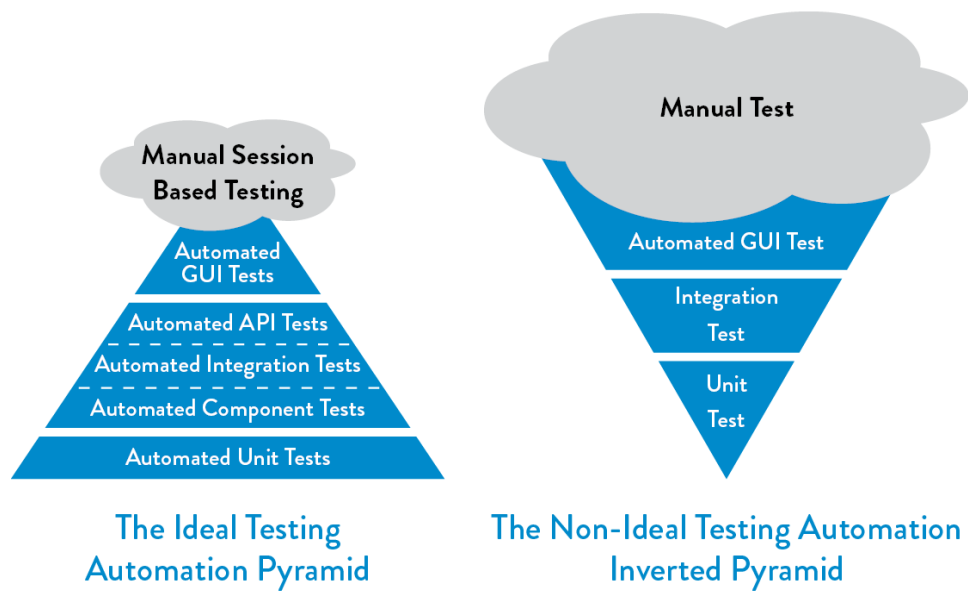 Manual Session
Based Testing
Automated
GUI Tests
Automated API Tests
Automated Integration Tests
Automated Component Tests
Automated Unit Tests
The Ideal Testing
Automation Pyramid
Manual Test
Automated GUI Test
Integration
Test
Unit
Test
The Non-Ideal Testing Automation
Inverted Pyramid